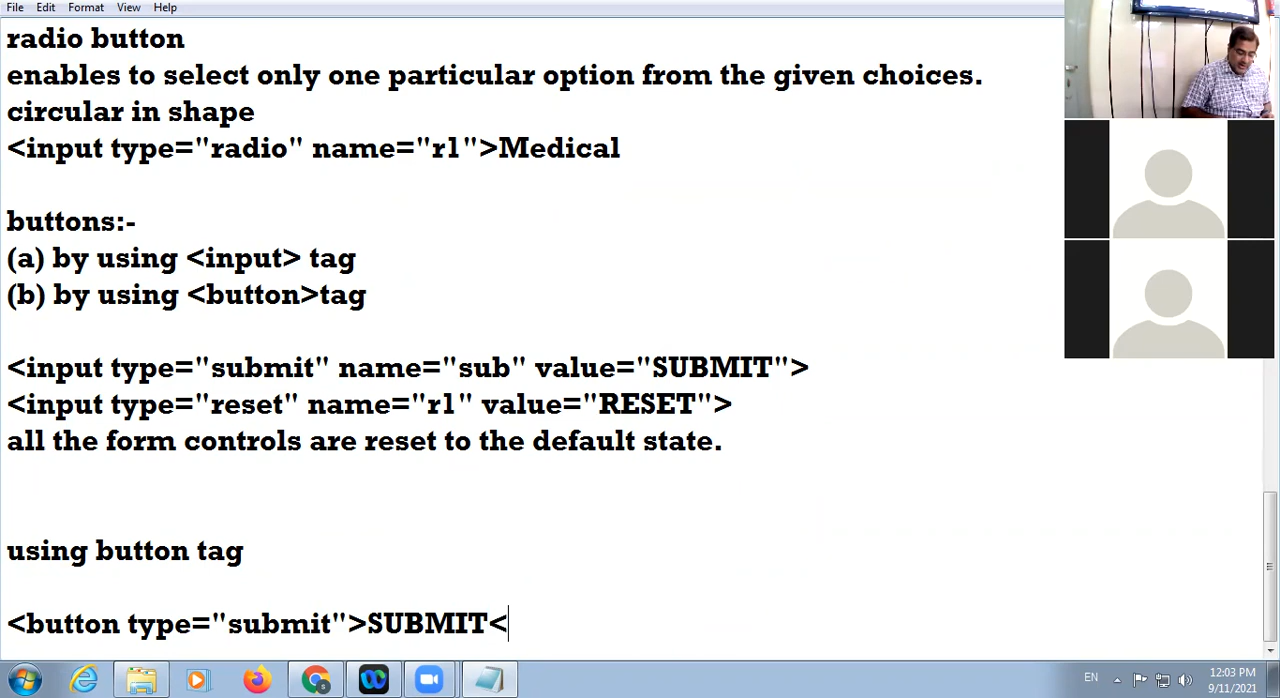 File Edit Format View Help
radio button
enables to select only one particular option from the given choices.
circular in shape
<input type="radio" name="r1">Medical
buttons:-
(a) by using <input> tag
(b) by using <button>tag
<input type="submit" name="sub" value="SUBMIT">
<input type="reset" name="r1" value="RESET">
all the form controls are reset to the default state.
using button tag
<button type="submit">SUBMIT<
EN
12:03 PM
9/11/2021